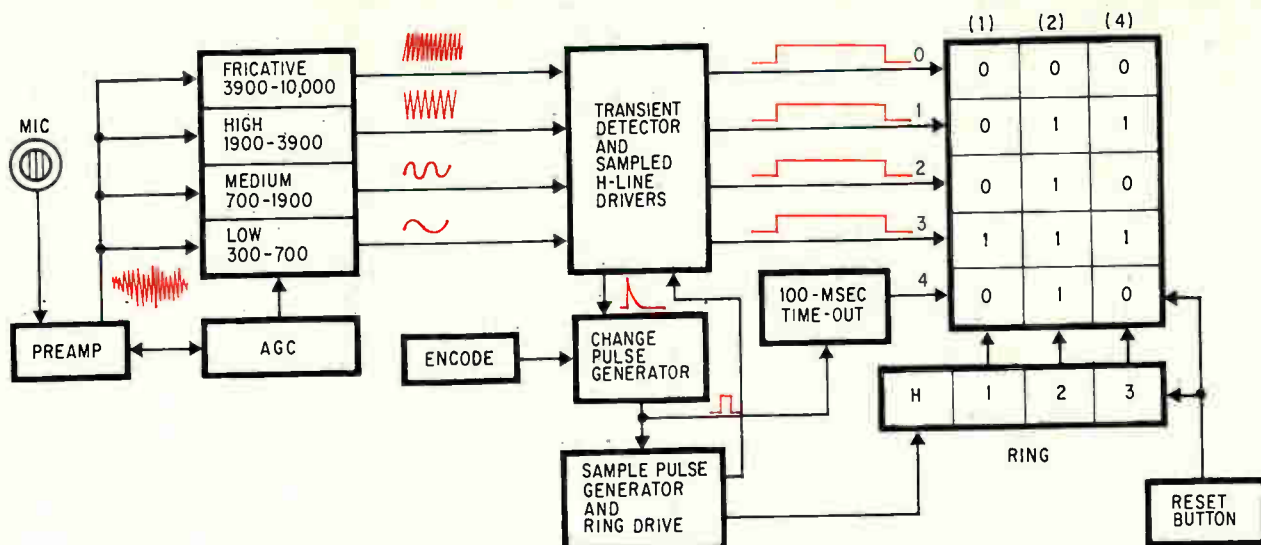 (1) (2) (4)
MIC
FRICATIVE
3900-10,000
HIGH
1900-3900
MEDIUM
700-1900
LOW
300-700
TRANSIENT
DETECTOR
AND
SAMPLED
H-LINE
DRIVERS
0
1
2
3
4
0 0 0
0 1 1
0 1 0
1 1 1
0 1 0
PREAMP
AGC
ENCODE
CHANGE
PULSE
GENERATOR
100-MSEC
TIME-OUT
H 1 2 3
RING
SAMPLE PULSE
GENERATOR
AND
RING DRIVE
RESET
BUTTON